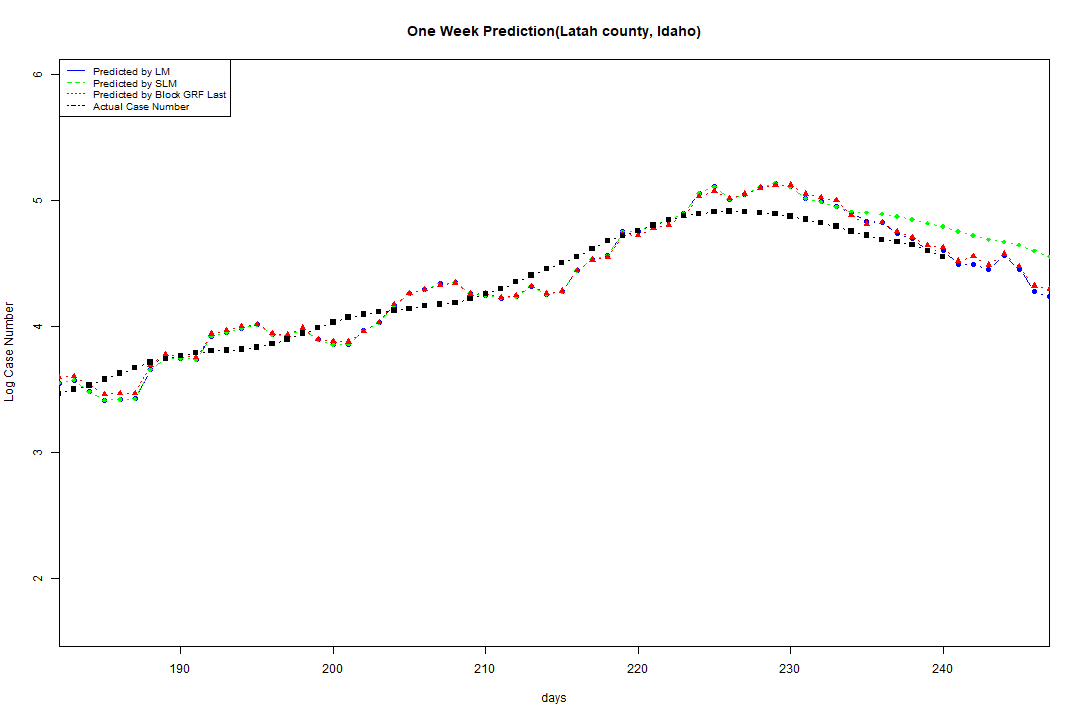 One Week Prediction(Latah county, Idaho)
Predicted by LM
Predicted by SLM
Predicted by Block GRF Last
Actual Case Number
6
5
4
3
2
Log Case Number
190 200 210 220 230 240
days